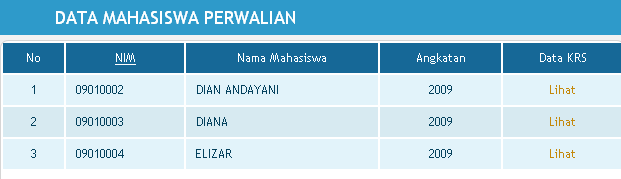 DATA MAHASISWA PERWALIAN
No NIM Nama Mahasiswa Angkatan Data KRS
1 09010002 DIAN ANDAYANI 2009 Lihat
2 09010003 DIANA 2009 Lihat
3 09010004 ELIZAR 2009 Lihat